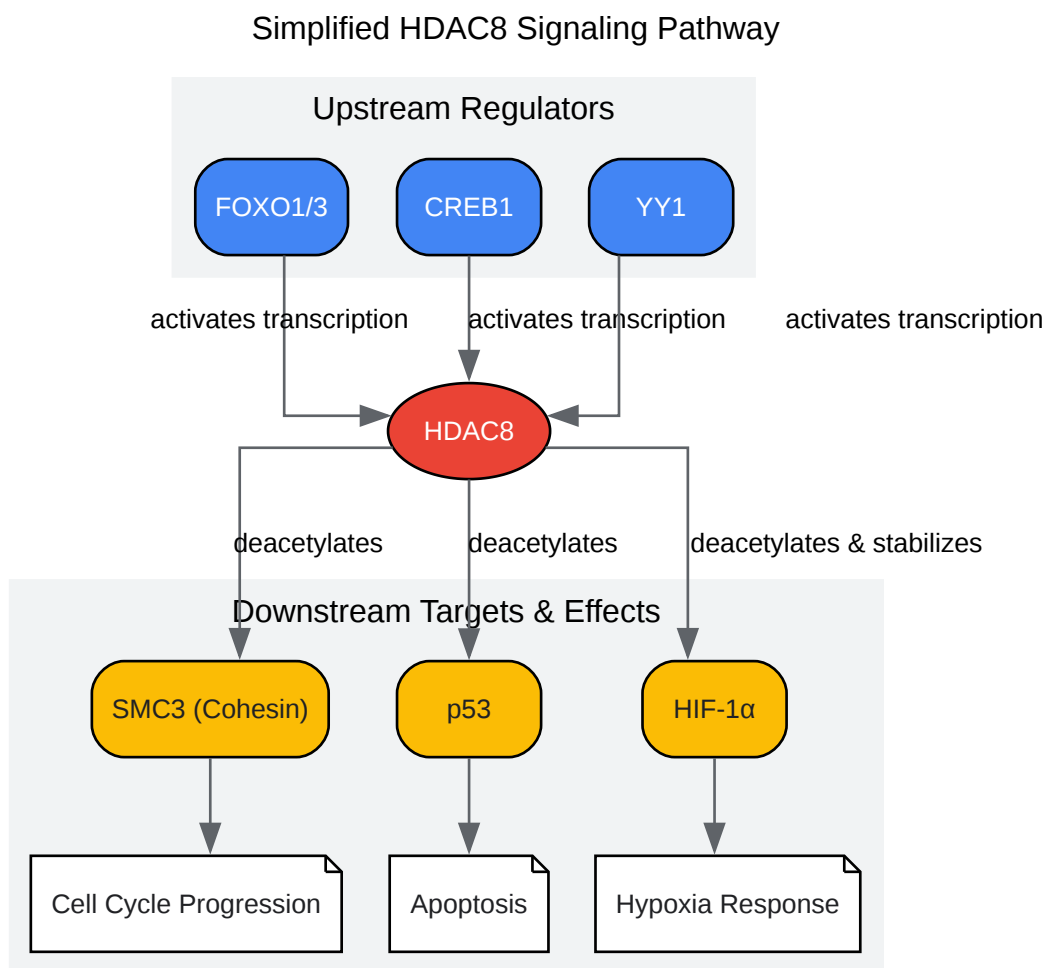 Simplified HDAC8 Signaling Pathway
Upstream Regulators
FOXO1/3
CREB1
YY1
activates transcription
activates transcription
activates transcription
HDAC8
deacetylates
deacetylates
deacetylates & stabilizes
Downstream Targets & Effects
SMC3 (Cohesin)
p53
HIF-1α
Cell Cycle Progression
Apoptosis
Hypoxia Response